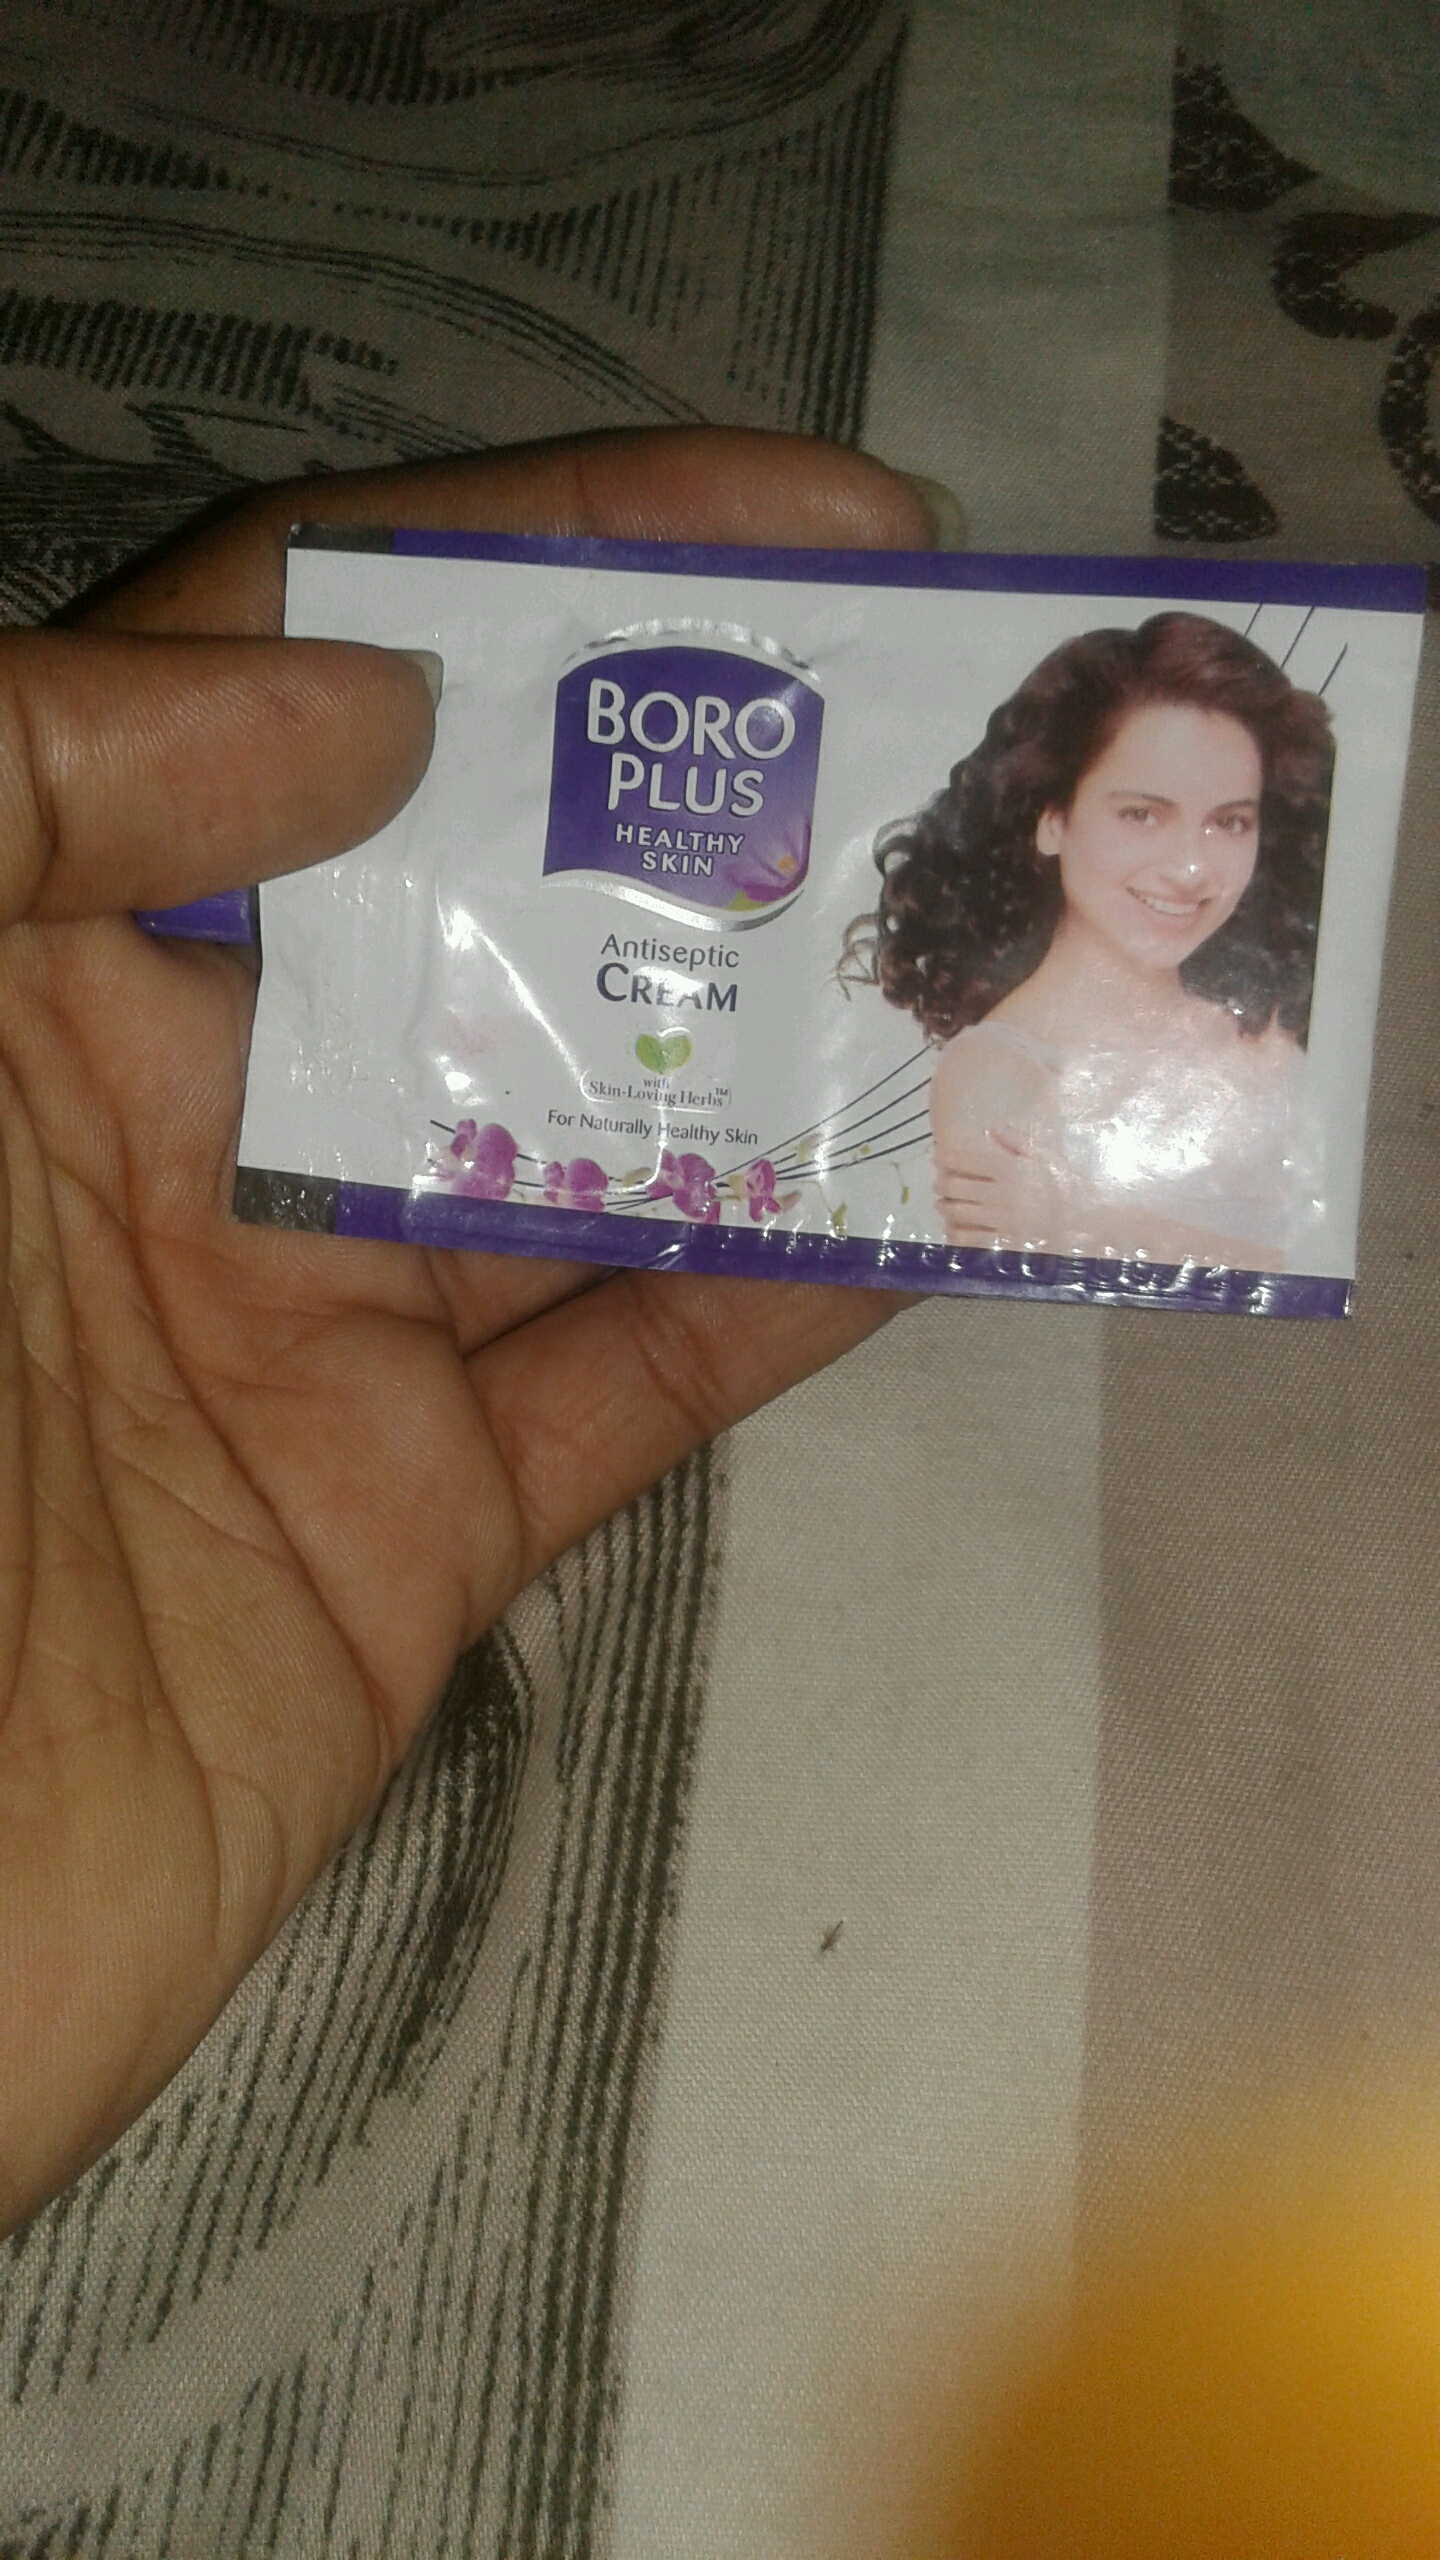 BORO
PLUS
HEALTHY
SKIN
Antiseptic
CREAM
with
Skin-Loving Herbs™
For Naturally Healthy Skin